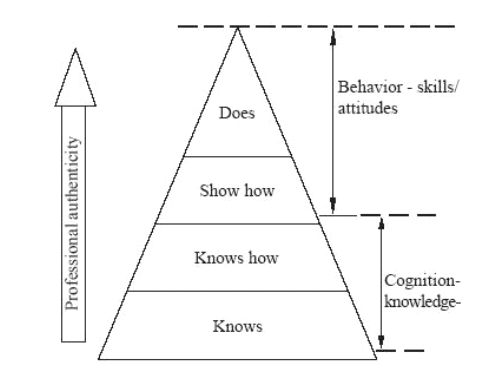 Does
Behavior - skills/
attitudes
Show how
Knows how
Knows
Cognition-
knowledge-
Professional authenticity